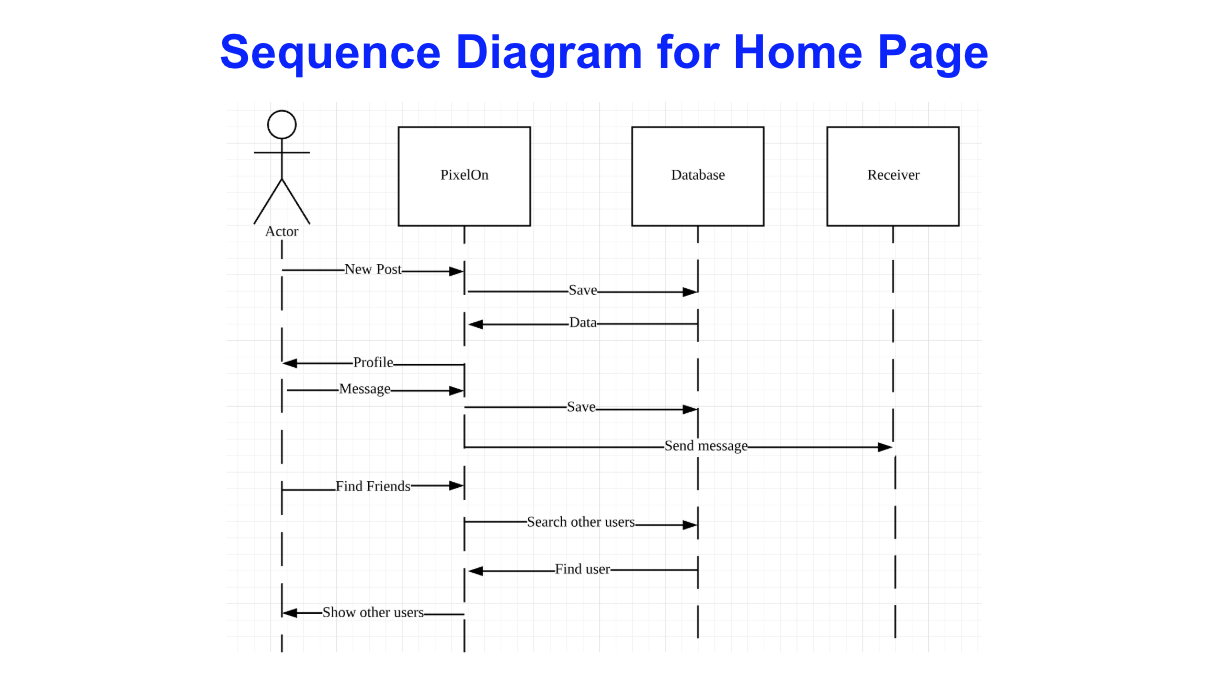 Sequence Diagram for Home Page
PixelOn
Database
Receiver
Actor
New Post
Save
Data
Profile
Message
Save
Send message
Find Friends
Search other users
Find user
Show other users